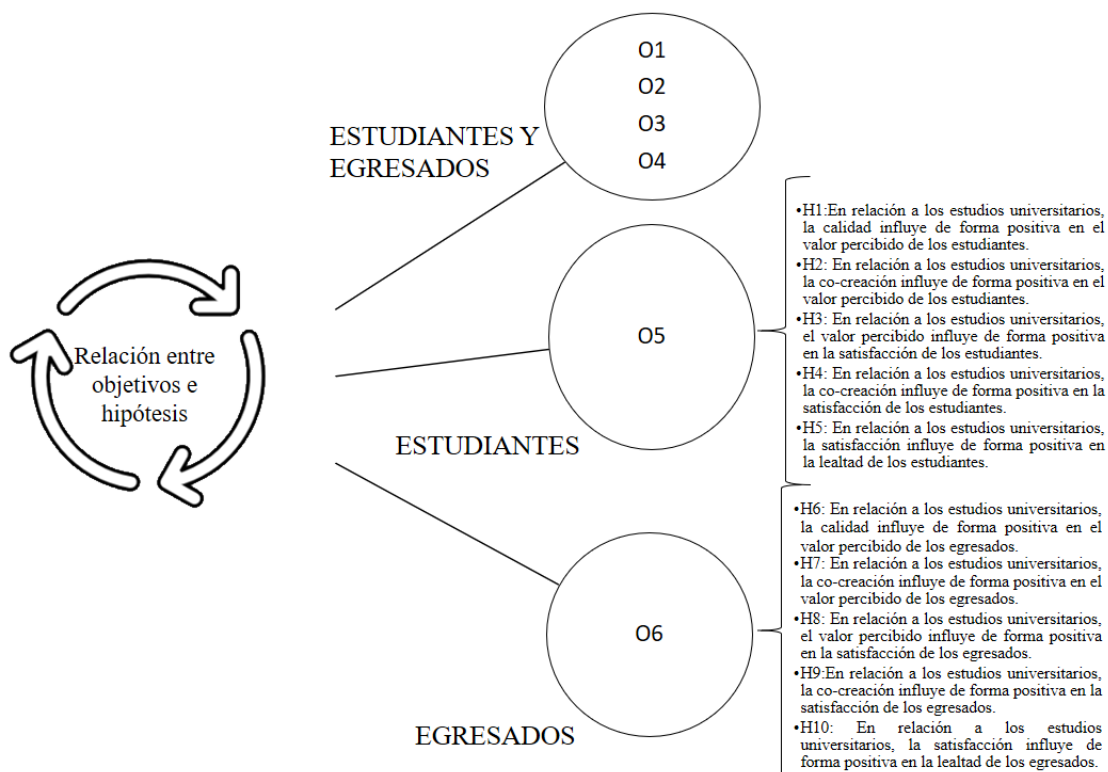 Relación entre
objetivos e
hipótesis
ESTUDIANTES Y
EGRESADOS
O1
O2
O3
O4
ESTUDIANTES
O5
•H1:En relación a los estudios universitarios,
la calidad influye de forma positiva en el
valor percibido de los estudiantes.
•H2: En relación a los estudios universitarios,
la co-creación influye de forma positiva en el
valor percibido de los estudiantes.
•H3: En relación a los estudios universitarios,
el valor percibido influye de forma positiva
en la satisfacción de los estudiantes.
•H4: En relación a los estudios universitarios,
la co-creación influye de forma positiva en la
satisfacción de los estudiantes.
•H5: En relación a los estudios universitarios,
la satisfacción influye de forma positiva en
la lealtad de los estudiantes.
EGRESADOS
O6
•H6: En relación a los estudios universitarios,
la calidad influye de forma positiva en el
valor percibido de los egresados.
•H7: En relación a los estudios universitarios,
la co-creación influye de forma positiva en el
valor percibido de los egresados.
•H8: En relación a los estudios universitarios,
el valor percibido influye de forma positiva
en la satisfacción de los egresados.
•H9:En relación a los estudios universitarios,
la co-creación influye de forma positiva en la
satisfacción de los egresados.
•H10: En relación a los estudios
universitarios, la satisfacción influye de
forma positiva en la lealtad de los egresados.